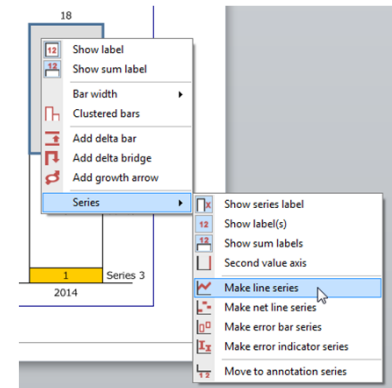 18
Show label
Show sum label
Bar width
Clustered bars
Add delta bar
Add delta bridge
Add growth arrow
Series
Show series label
Show label(s)
Show sum labels
Second value axis
Make line series
Make net line series
Make error bar series
Make error indicator series
Move to annotation series
1 Series 3
2014